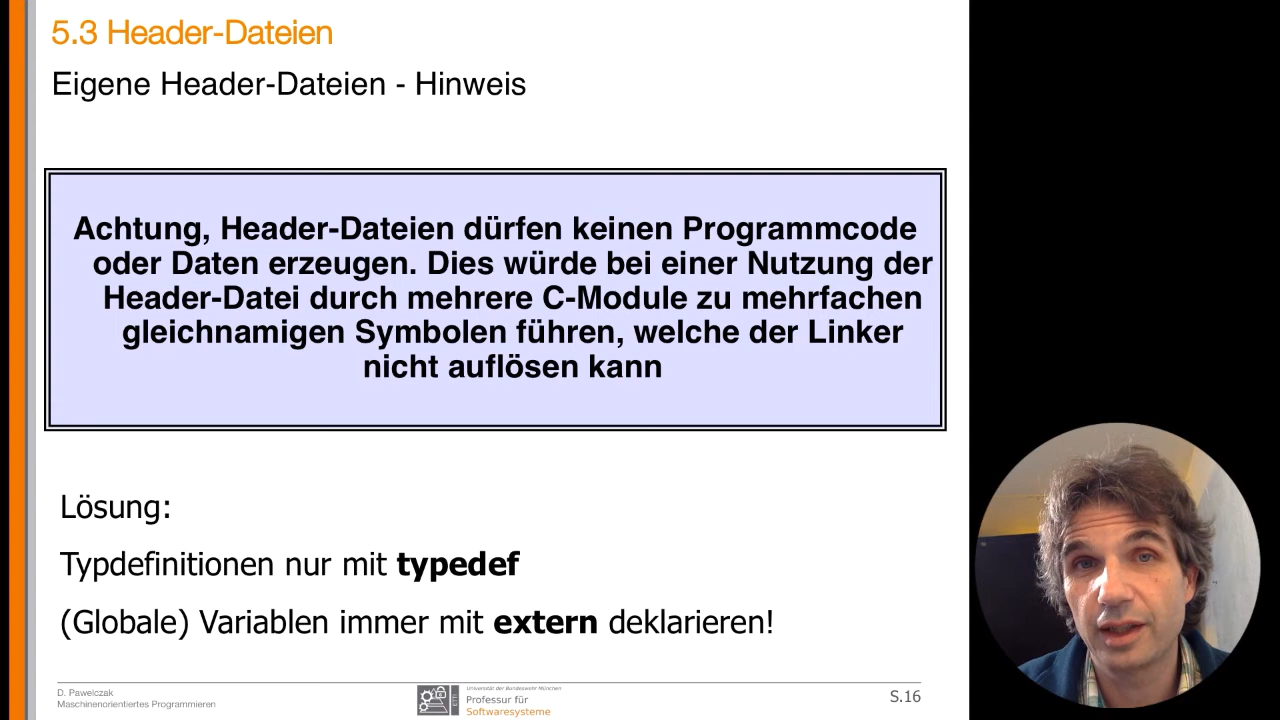 5.3 Header-Dateien
Eigene Header-Dateien - Hinweis
Achtung, Header-Dateien dürfen keinen Programmcode
oder Daten erzeugen. Dies würde bei einer Nutzung der
Header-Datei durch mehrere C-Module zu mehrfachen
gleichnamigen Symbolen führen, welche der Linker
nicht auflösen kann
Lösung:
Typdefinitionen nur mit typedef
(Globale) Variablen immer mit extern deklarieren!
D. Pawelczak
Maschinenorientiertes Programmieren
ETTI
Universität der Bundeswehr München
Professur für
Softwaresysteme
S.16